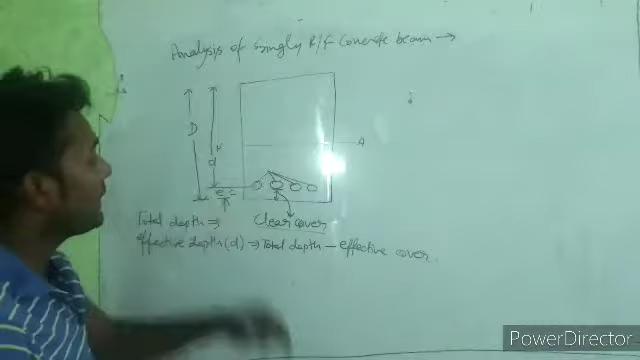 Analysis of Singly R/F Concrete beam →
D
d
A
e.c
Total depth ⇒
Clear cover
effective depth (d) ⇒ Total depth – effective cover.
PowerDirector